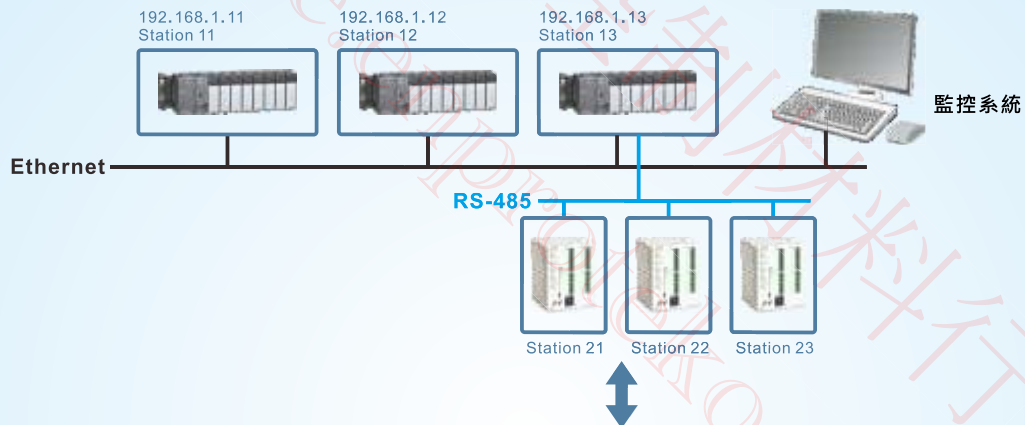 192.168.1.11
Station 11
192.168.1.12
Station 12
192.168.1.13
Station 13
監控系統
Ethernet
RS-485
Station 21
Station 22
Station 23